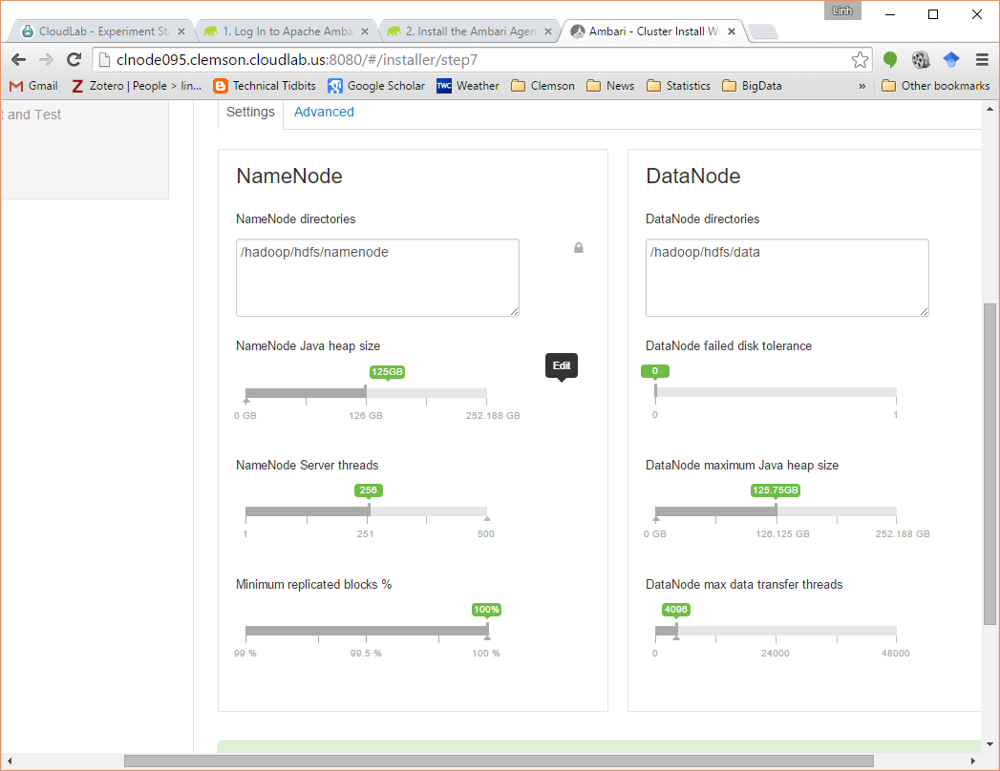 Linh
CloudLab - Experiment Sta
1. Log In to Apache Amba
2. Install the Ambari Agen
Ambari - Cluster Install W
clnode095.clemson.cloudlab.us:8080/#/installer/step7
Gmail
Zotero | People > lin...
Technical Tidbits
Google Scholar
TWC
Weather
Clemson
News
Statistics
BigData
»
Other bookmarks
t and Test
Settings
Advanced
NameNode
NameNode directories
/hadoop/hdfs/namenode
NameNode Java heap size
125GB
0 GB 126 GB 252.188 GB
Edit
NameNode Server threads
256
1 251 500
Minimum replicated blocks %
100%
99 % 99.5 % 100 %
DataNode
DataNode directories
/hadoop/hdfs/data
DataNode failed disk tolerance
0
0 1
DataNode maximum Java heap size
125.75GB
0 GB 126.125 GB 252.188 GB
DataNode max data transfer threads
4096
0 24000 48000